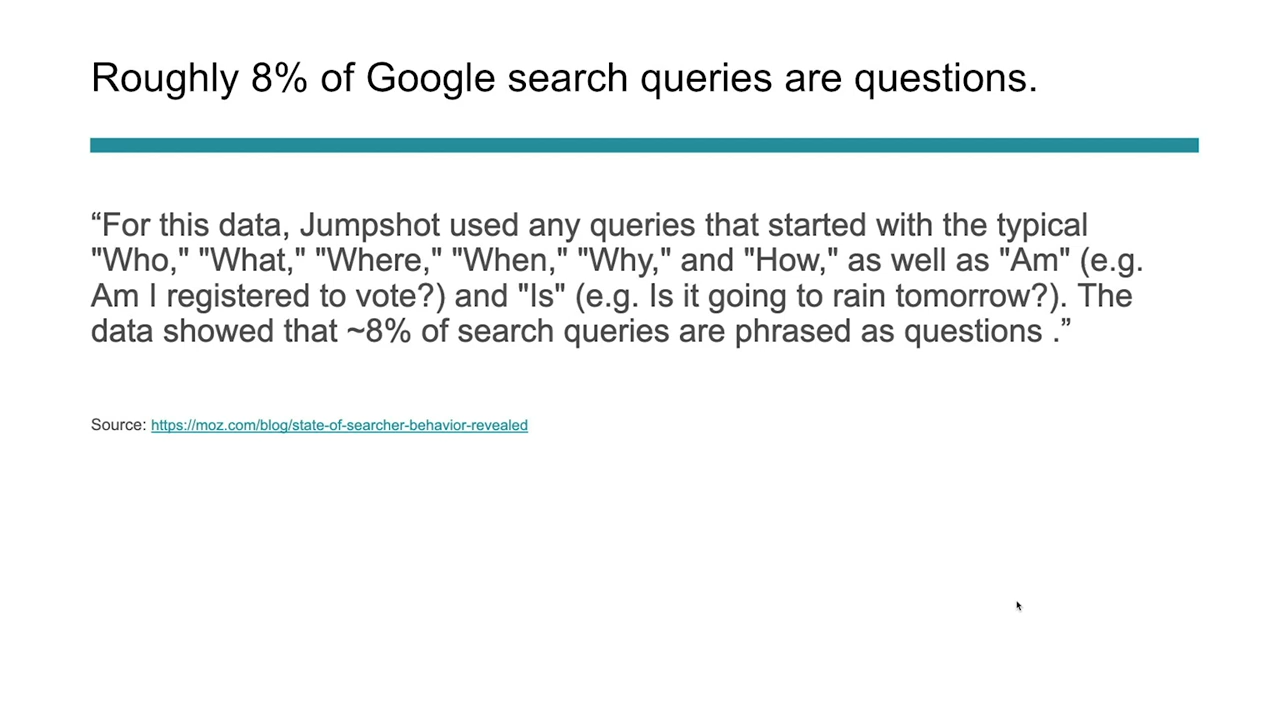 Roughly 8% of Google search queries are questions.
“For this data, Jumpshot used any queries that started with the typical
"Who," "What," "Where," "When," "Why," and "How," as well as "Am" (e.g.
Am I registered to vote?) and "Is" (e.g. Is it going to rain tomorrow?). The
data showed that ~8% of search queries are phrased as questions .”
Source: https://moz.com/blog/state-of-searcher-behavior-revealed